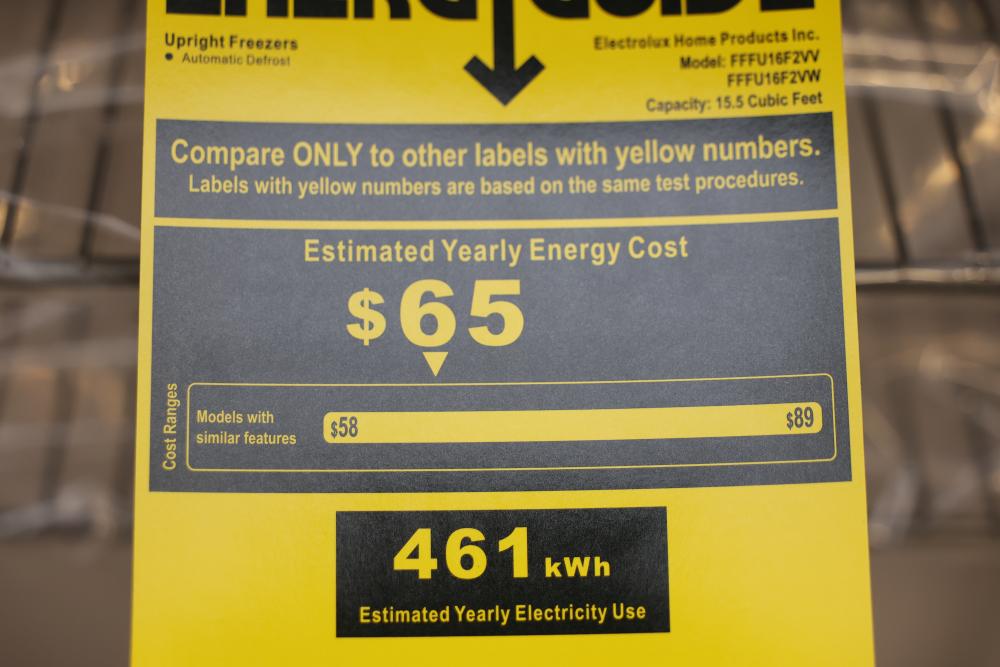 ENERGYGUIDE
Upright Freezers
• Automatic Defrost
Electrolux Home Products Inc.
Model: FFFU16F2VV
FFFU16F2VW
Capacity: 15.5 Cubic Feet
Compare ONLY to other labels with yellow numbers.
Labels with yellow numbers are based on the same test procedures.
Estimated Yearly Energy Cost
$65
Cost Ranges
Models with
similar features
$58
$89
461 kWh
Estimated Yearly Electricity Use